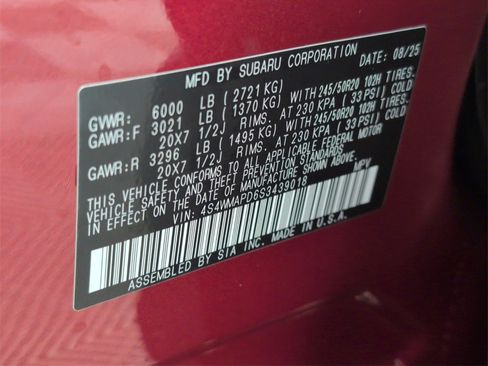 MFD BY SUBARU CORPORATION DATE: 08/25
GVWR: 6000 LB (2721 KG)
GAWR:F 3021 LB (1370 KG) WITH 245/50R20 102H TIRES.
20X7 1/2J RIMS. AT 230 KPA (33 PSI) COLD
GAWR:R 3296 LB (1495 KG) WITH 245/50R20 102H TIRES.
20X7 1/2J RIMS. AT 230 KPA (33 PSI) COLD
THIS VEHICLE CONFORMS TO ALL APPLICABLE FEDERAL MOTOR
VEHICLE SAFETY AND THEFT PREVENTION STANDARDS IN EFFECT ON
THE DATE OF MANUFACTURE SHOWN ABOVE.
VIN: 4S4WMAPD6S3439018 MPV
ASSEMBLED BY SIA INC. MADE IN U.S.A.